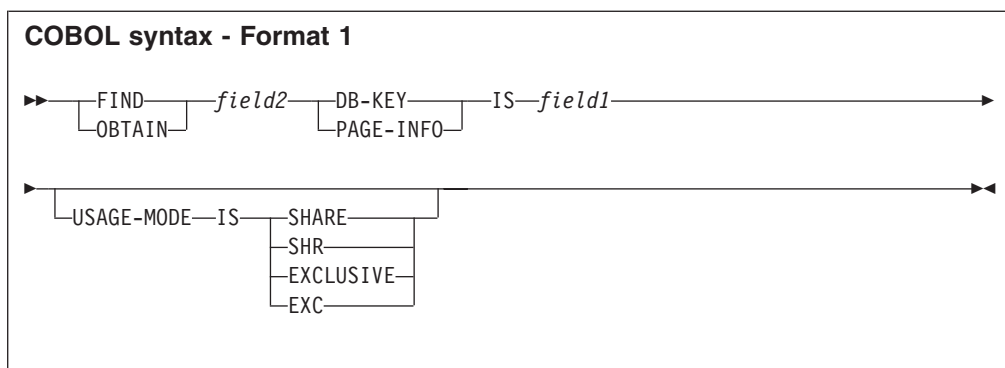 COBOL syntax - Format 1
FIND field2 DB-KEY IS field1
OBTAIN PAGE-INFO
USAGE-MODE IS SHARE
SHR
EXCLUSIVE
EXC